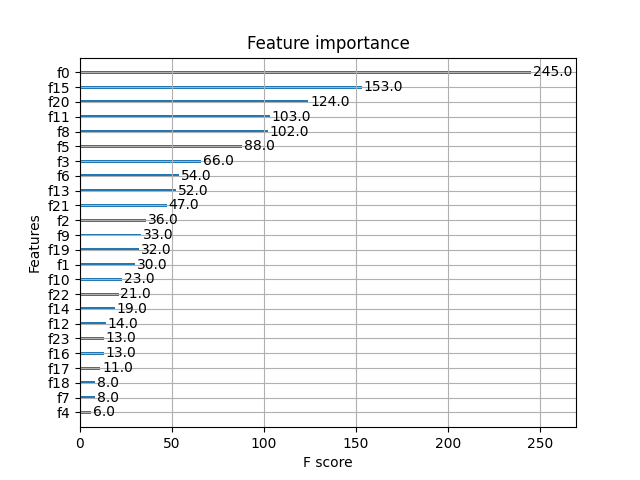 Feature importance
f0 245.0
f15 153.0
f20 124.0
f11 103.0
f8 102.0
f5 88.0
f3 66.0
f6 54.0
f13 52.0
f21 47.0
f2 36.0
f9 33.0
f19 32.0
f1 30.0
f10 23.0
f22 21.0
f14 19.0
f12 14.0
f23 13.0
f16 13.0
f17 11.0
f18 8.0
f7 8.0
f4 6.0
Features
0 50 100 150 200 250
F score